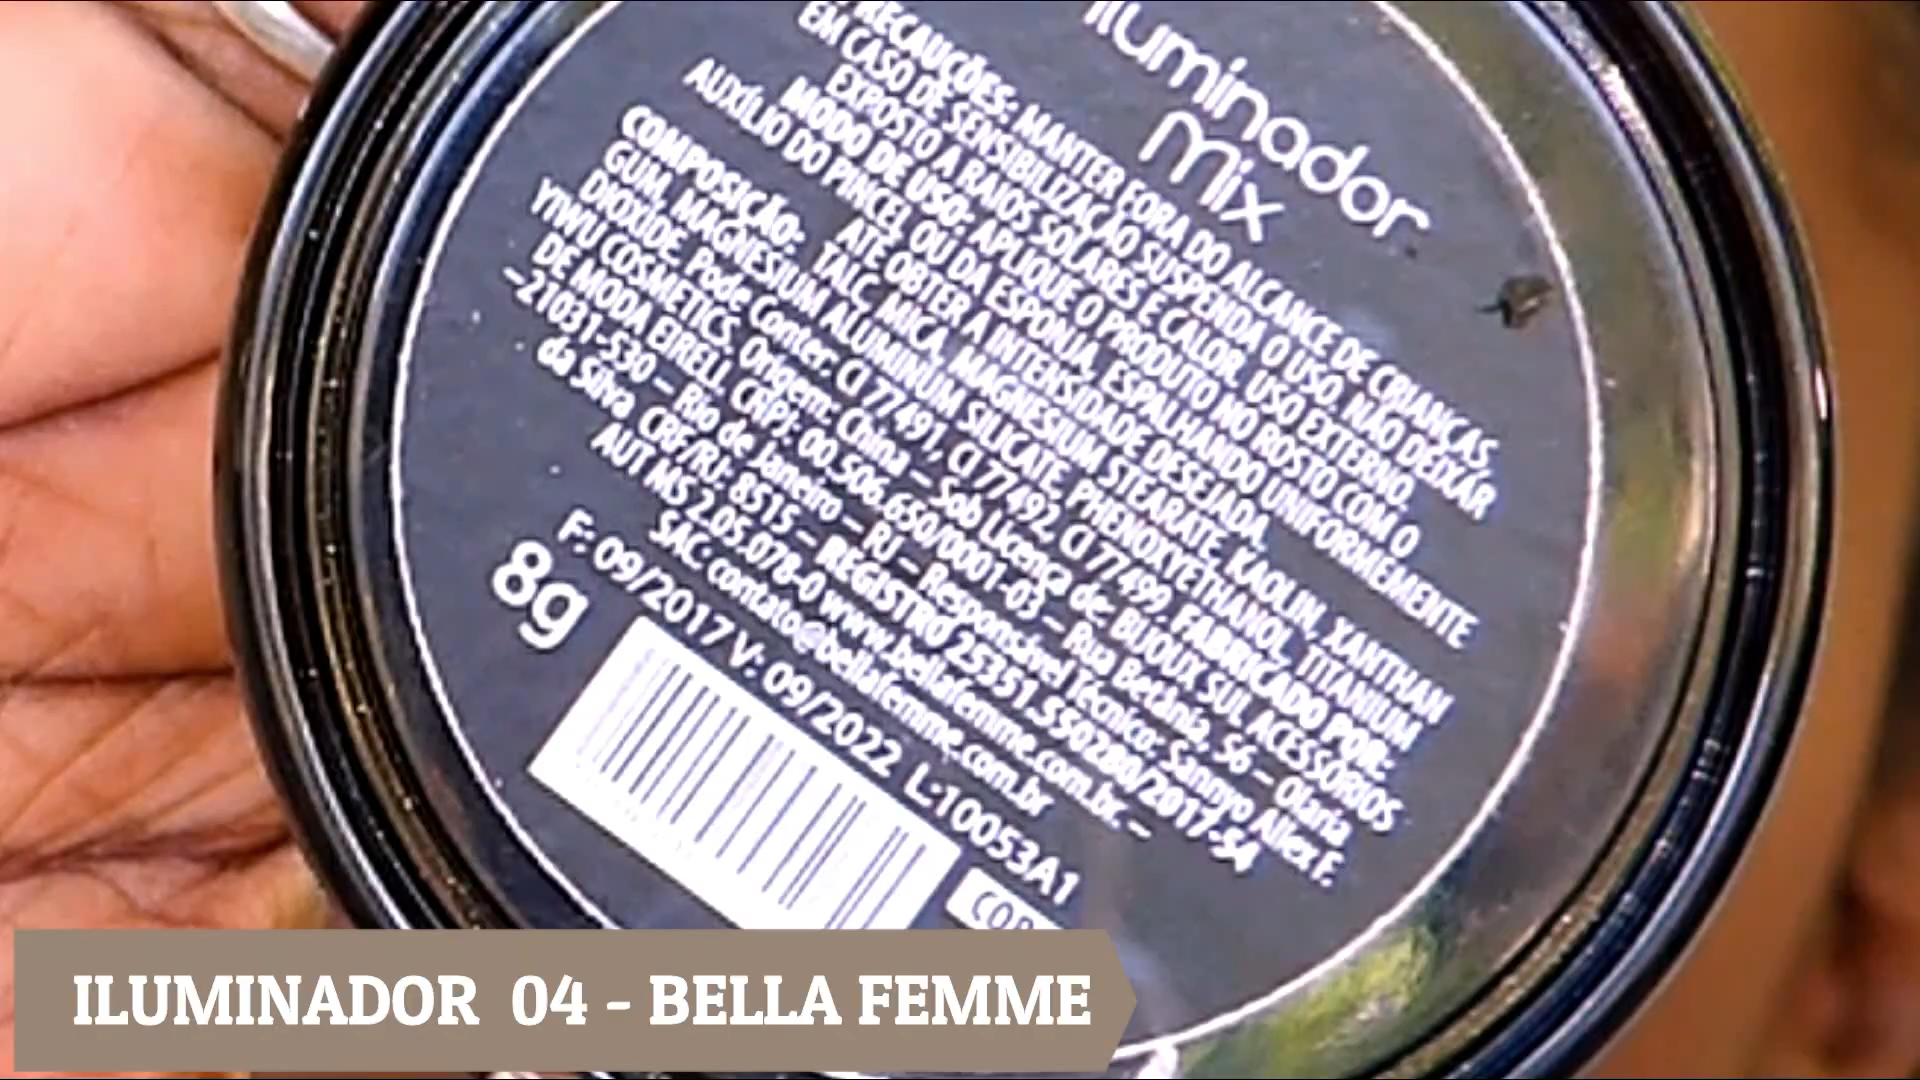 Iluminador
Mix
PRECAUÇÕES: MANTER FORA DO ALCANCE DE CRIANÇAS,
EM CASO DE SENSIBILIZAÇÃO SUSPENDA O USO. NÃO DEIXAR
EXPOSTO A RAIOS SOLARES E CALOR. USO EXTERNO.
MODO DE USO: APLIQUE O PRODUTO NO ROSTO COM O
AUXÍLIO DO PINCEL OU DA ESPONJA, ESPALHANDO UNIFORMEMENTE
ATÉ OBTER A INTENSIDADE DESEJADA.
COMPOSIÇÃO: TALC, MICA, MAGNESIUM STEARATE, KAOLIN, XANTHAM
GUM, MAGNESIUM ALUMINUM SILICATE, PHENOXYETHANOL, TITANIUM
DIOXIDE. Pode Conter: CI 77491, CI 77492, CI 77499. FABRICADO POR:
YIWU COSMETICS. Origem: China – Sob Licença de: BIJOUX SUL ACESSÓRIOS
DE MODA EIRELI, CNPJ: 00.506.650/0001-03 – Rua Betânia, 56 – Olaria
–21031-530 – Rio de Janeiro – RJ – Responsável Técnico: Sannyo Allex F.
da Silva CRF/RJ: 8515 – REGISTRO 25351.550280/2017-54
AUT MS 2.05.078-0 www.bellafemme.com.br. –
SAC: contato@bellafemme.com.br
F: 09/2017 V: 09/2022 L:10053A1
8g
COR
ILUMINADOR 04 - BELLA FEMME